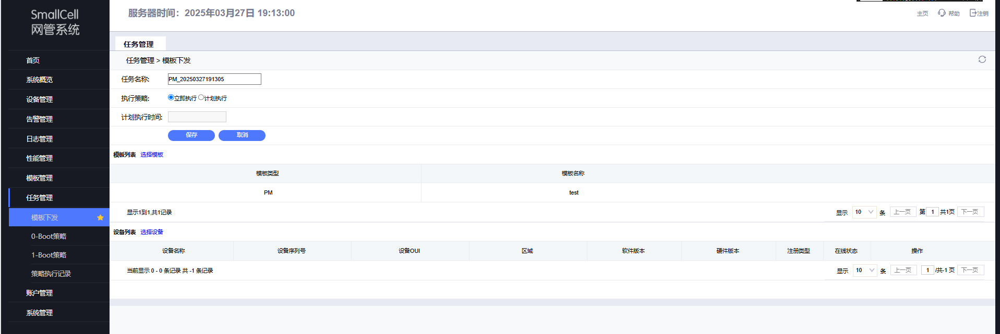 SmallCell
网管系统
服务器时间：2025年03月27日 19:13:00
主页 帮助 注销
首页
系统概览
设备管理
告警管理
日志管理
性能管理
模板管理
任务管理
模板下发
0-Boot策略
1-Boot策略
策略执行记录
账户管理
系统管理
任务管理
任务管理 > 模板下发
任务名称: PM_20250327191305
执行策略: 立即执行 计划执行
计划执行时间:
保存 取消
模板列表 选择模板
模板类型 模板名称
PM test
显示1到1,共1记录 显示 10 条 上一页 第 1 共1页 下一页
设备列表 选择设备
设备名称 设备序列号 设备OUI 区域 软件版本 硬件版本 注册类型 在线状态 操作
当前显示 0 - 0 条记录 共 -1 条记录 显示 10 条 上一页 1 /共-1 页 下一页